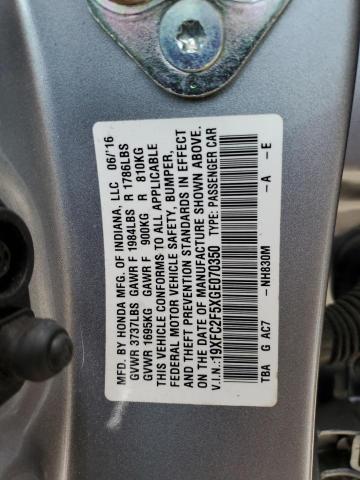 MFD. BY HONDA MFG. OF INDIANA, LLC 06/'16
GVWR 3737LBS GAWR F 1984LBS R 1786LBS
GVWR 1695KG GAWR F 900KG R 810KG
THIS VEHICLE CONFORMS TO ALL APPLICABLE
FEDERAL MOTOR VEHICLE SAFETY, BUMPER,
AND THEFT PREVENTION STANDARDS IN EFFECT
ON THE DATE OF MANUFACTURE SHOWN ABOVE.
V.I.N.: 19XFC2F5XGE070350 TYPE: PASSENGER CAR
TBA G AC7 -NH830M -A -E